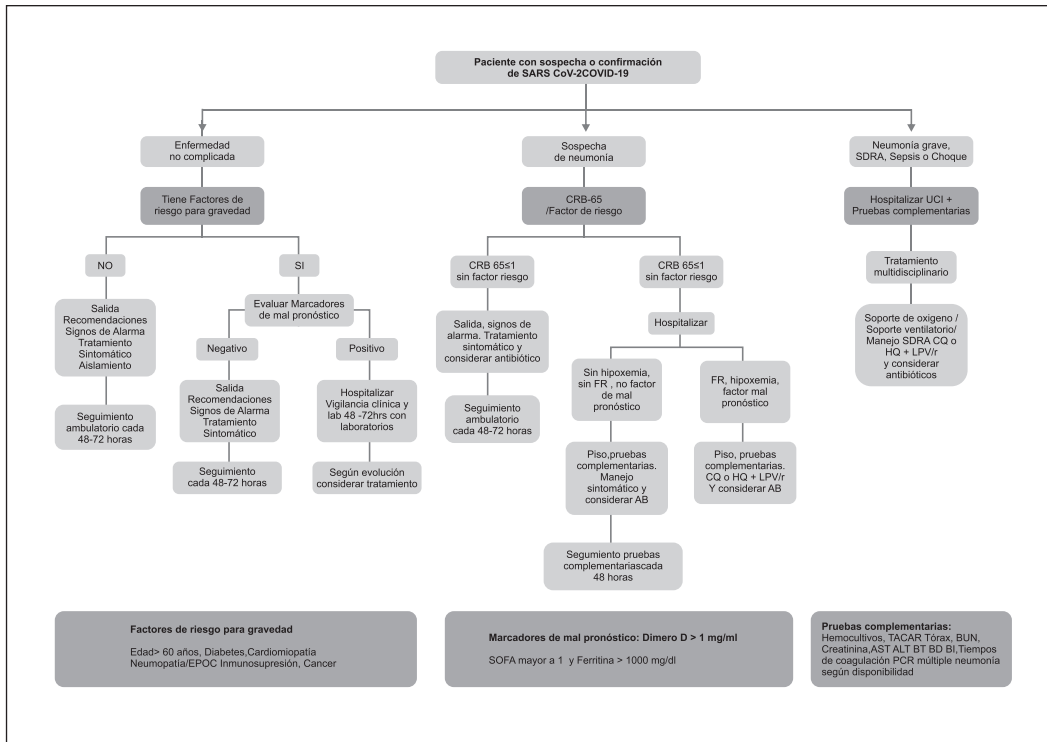 Paciente con sospecha o confirmación
de SARS CoV-2COVID-19
Enfermedad
no complicada
Tiene Factores de
riesgo para gravedad
NO
Salida
Recomendaciones
Signos de Alarma
Tratamiento
Sintomático
Aislamiento
Seguimiento
ambulatorio cada
48-72 horas
SI
Evaluar Marcadores
de mal pronóstico
Negativo
Salida
Recomendaciones
Signos de Alarma
Tratamiento
Sintomático
Seguimiento
cada 48-72 horas
Positivo
Hospitalizar
Vigilancia clínica y
lab 48 -72hrs con
laboratorios
Según evolución
considerar tratamiento
Sospecha
de neumonía
CRB-65
/Factor de riesgo
CRB 65≤1
sin factor riesgo
Salida, signos de
alarma. Tratamiento
sintomático y
considerar antibiótico
Seguimiento
ambulatorio
cada 48-72 horas
CRB 65≤1
sin factor riesgo
Hospitalizar
Sin hipoxemia,
sin FR , no factor
de mal
pronóstico
Piso,pruebas
complementarias.
Manejo
sintomático y
considerar AB
Segumiento pruebas
complementariascada
48 horas
FR, hipoxemia,
factor mal
pronóstico
Piso, pruebas
complementarias.
CQ o HQ + LPV/r
Y considerar AB
Neumonía grave,
SDRA, Sepsis o Choque
Hospitalizar UCI +
Pruebas complementarias
Tratamiento
multidisciplinario
Soporte de oxigeno /
Soporte ventilatorio/
Manejo SDRA CQ o
HQ + LPV/r
y considerar
antibióticos
Factores de riesgo para gravedad
Edad> 60 años, Diabetes,Cardiomiopatía
Neumopatía/EPOC Inmunosupresión, Cancer
Marcadores de mal pronóstico: Dimero D > 1 mg/ml
SOFA mayor a 1 y Ferritina > 1000 mg/dl
Pruebas complementarias:
Hemocultivos, TACAR Tórax, BUN,
Creatinina,AST ALT BT BD BI,Tiempos
de coagulación PCR múltiple neumonía
según disponibilidad